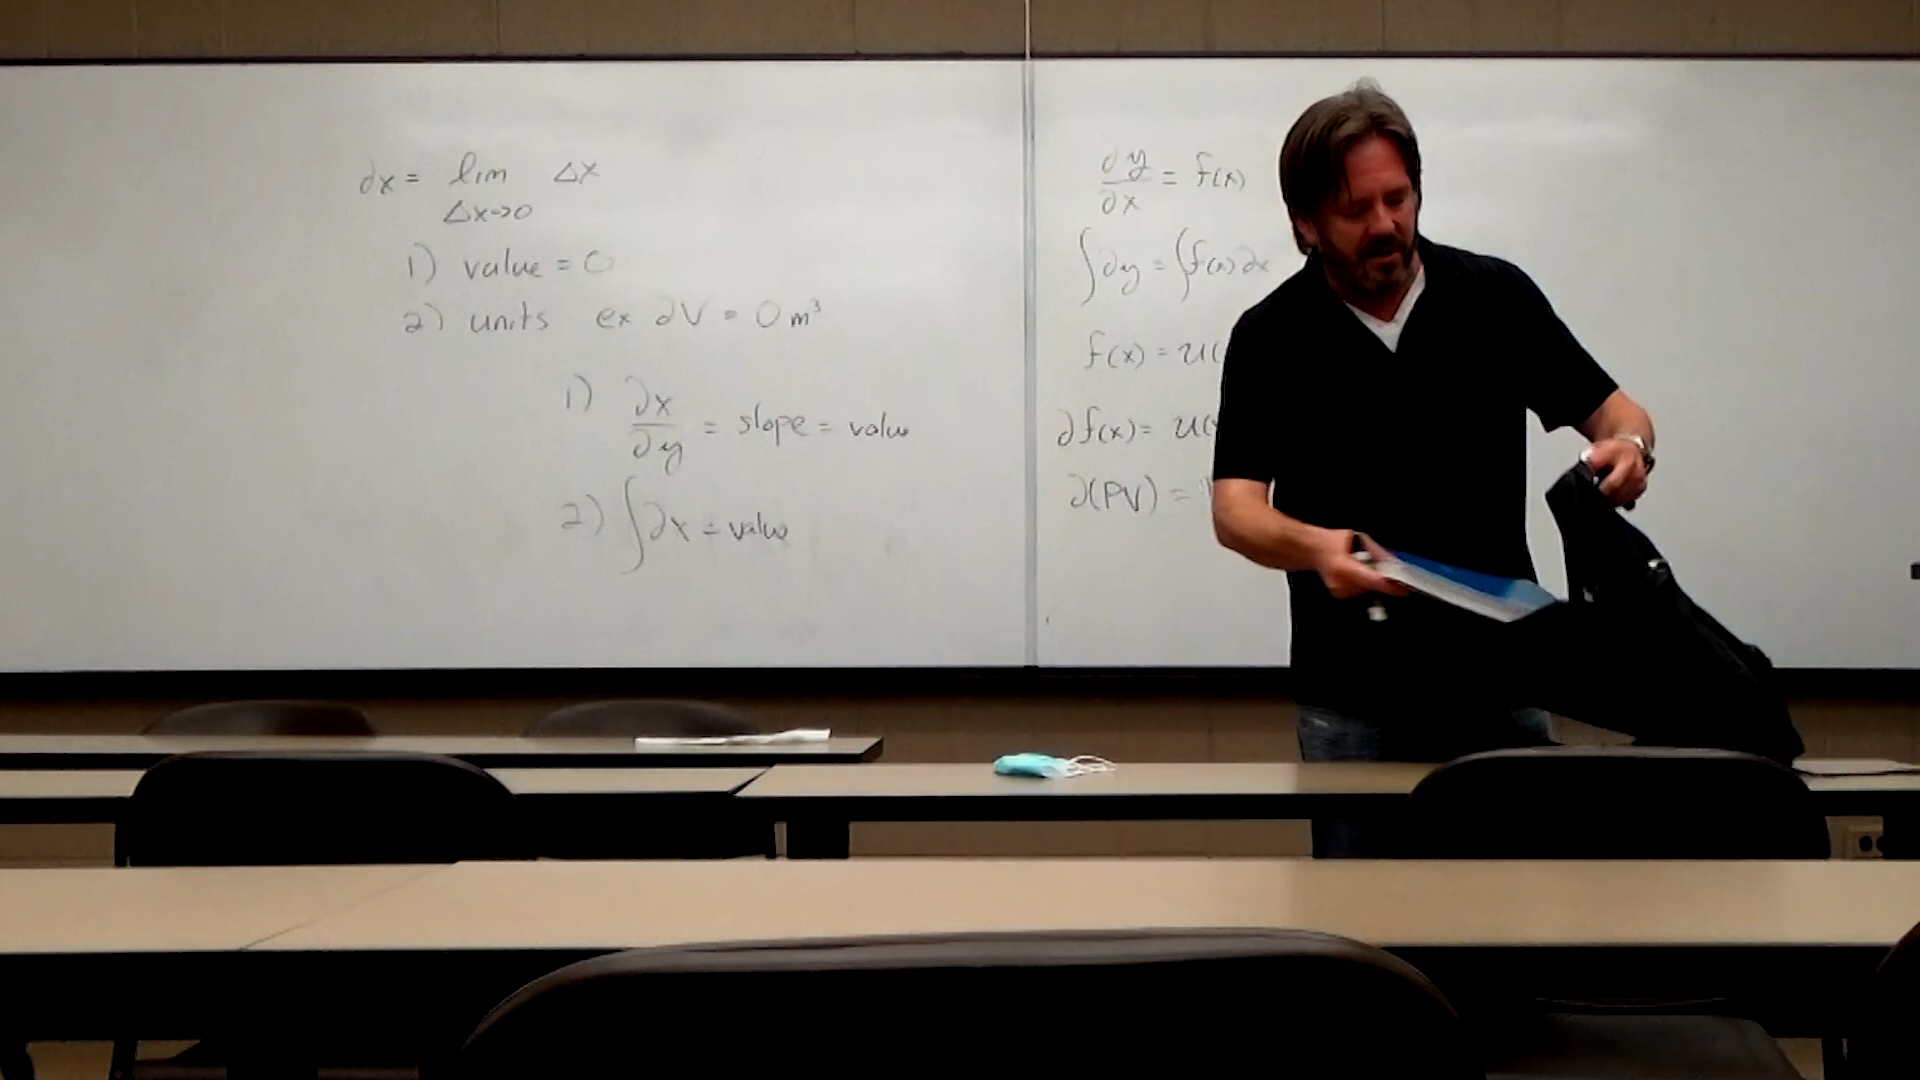 ∂x = lim Δx
Δx→0
1) value = 0
2) units ex ∂V = 0 m³
1) ∂x/∂y = slope = value
2) ∫∂x = value
∂y/∂x = f(x)
∫∂y = ∫f(x)∂x
f(x) = u(
∂f(x) = u(
∂(PV) =